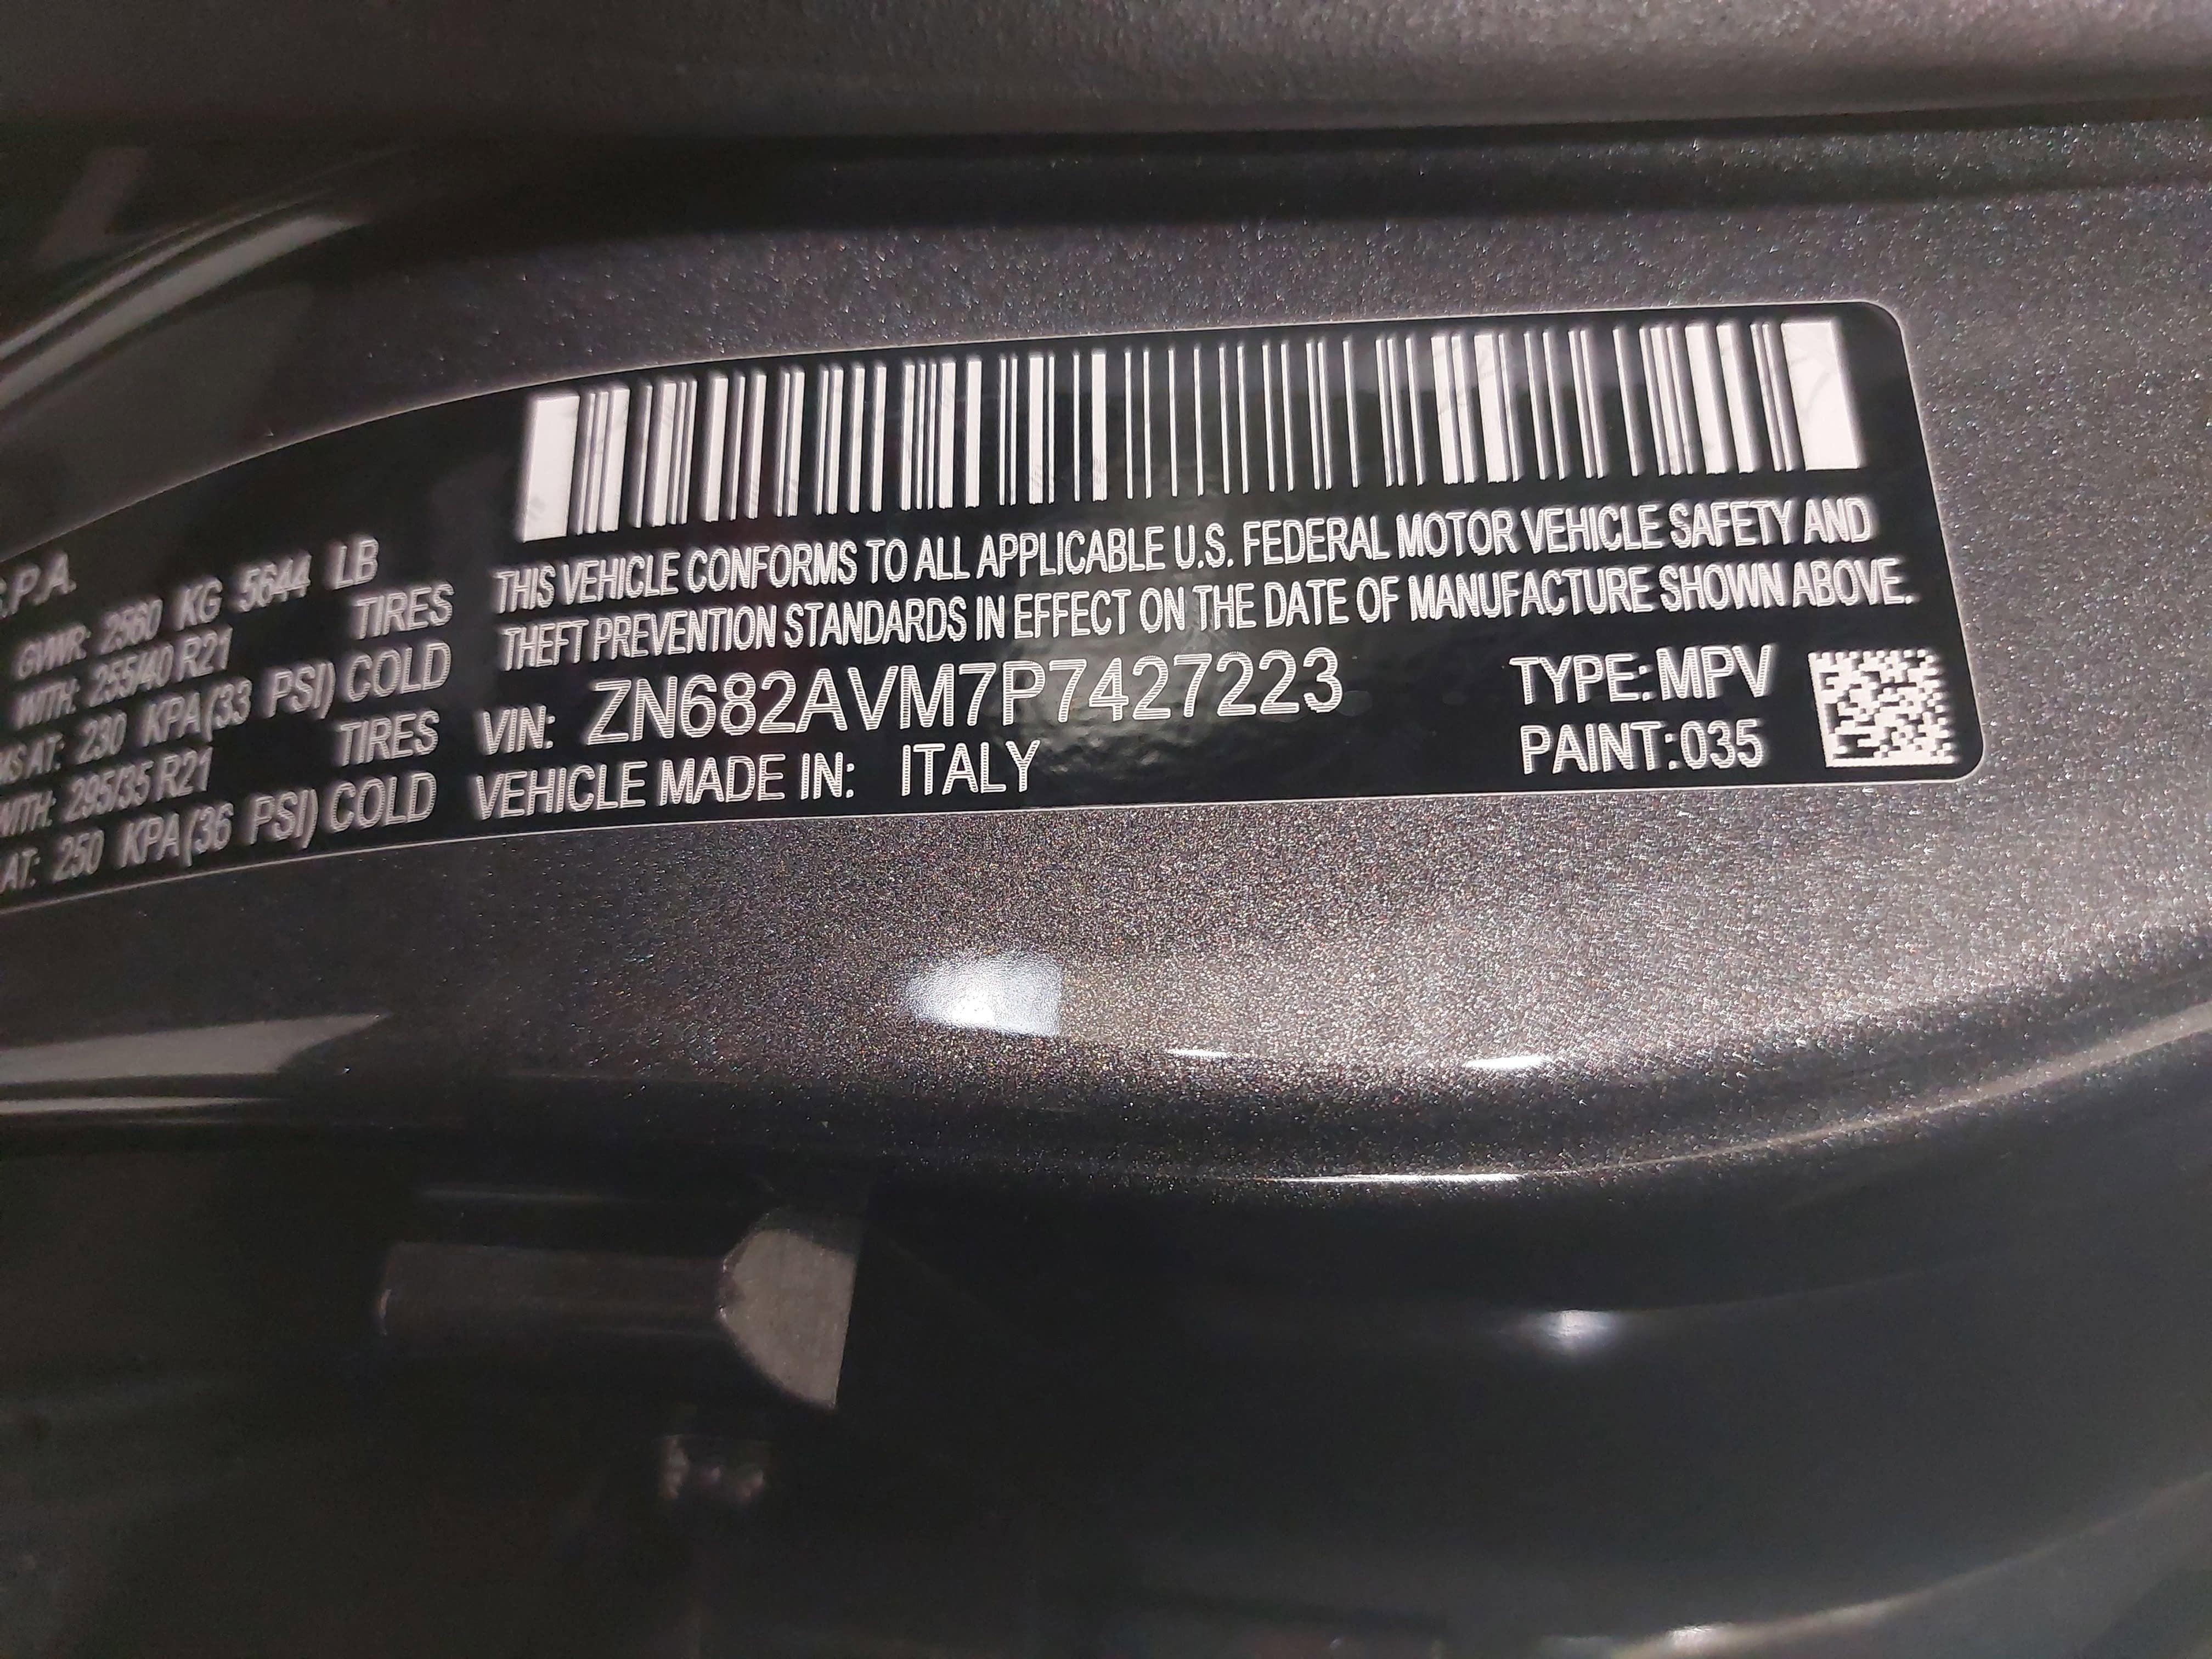 S.P.A.
GVWR: 2560 KG 5644 LB
WITH: 255/40 R21 TIRES
AT: 230 KPA(33 PSI) COLD
WITH: 295/35 R21 TIRES
AT: 250 KPA(36 PSI) COLD
THIS VEHICLE CONFORMS TO ALL APPLICABLE U.S. FEDERAL MOTOR VEHICLE SAFETY AND
THEFT PREVENTION STANDARDS IN EFFECT ON THE DATE OF MANUFACTURE SHOWN ABOVE.
VIN: ZN682AVM7P7427223
TYPE: MPV
VEHICLE MADE IN: ITALY
PAINT: 035